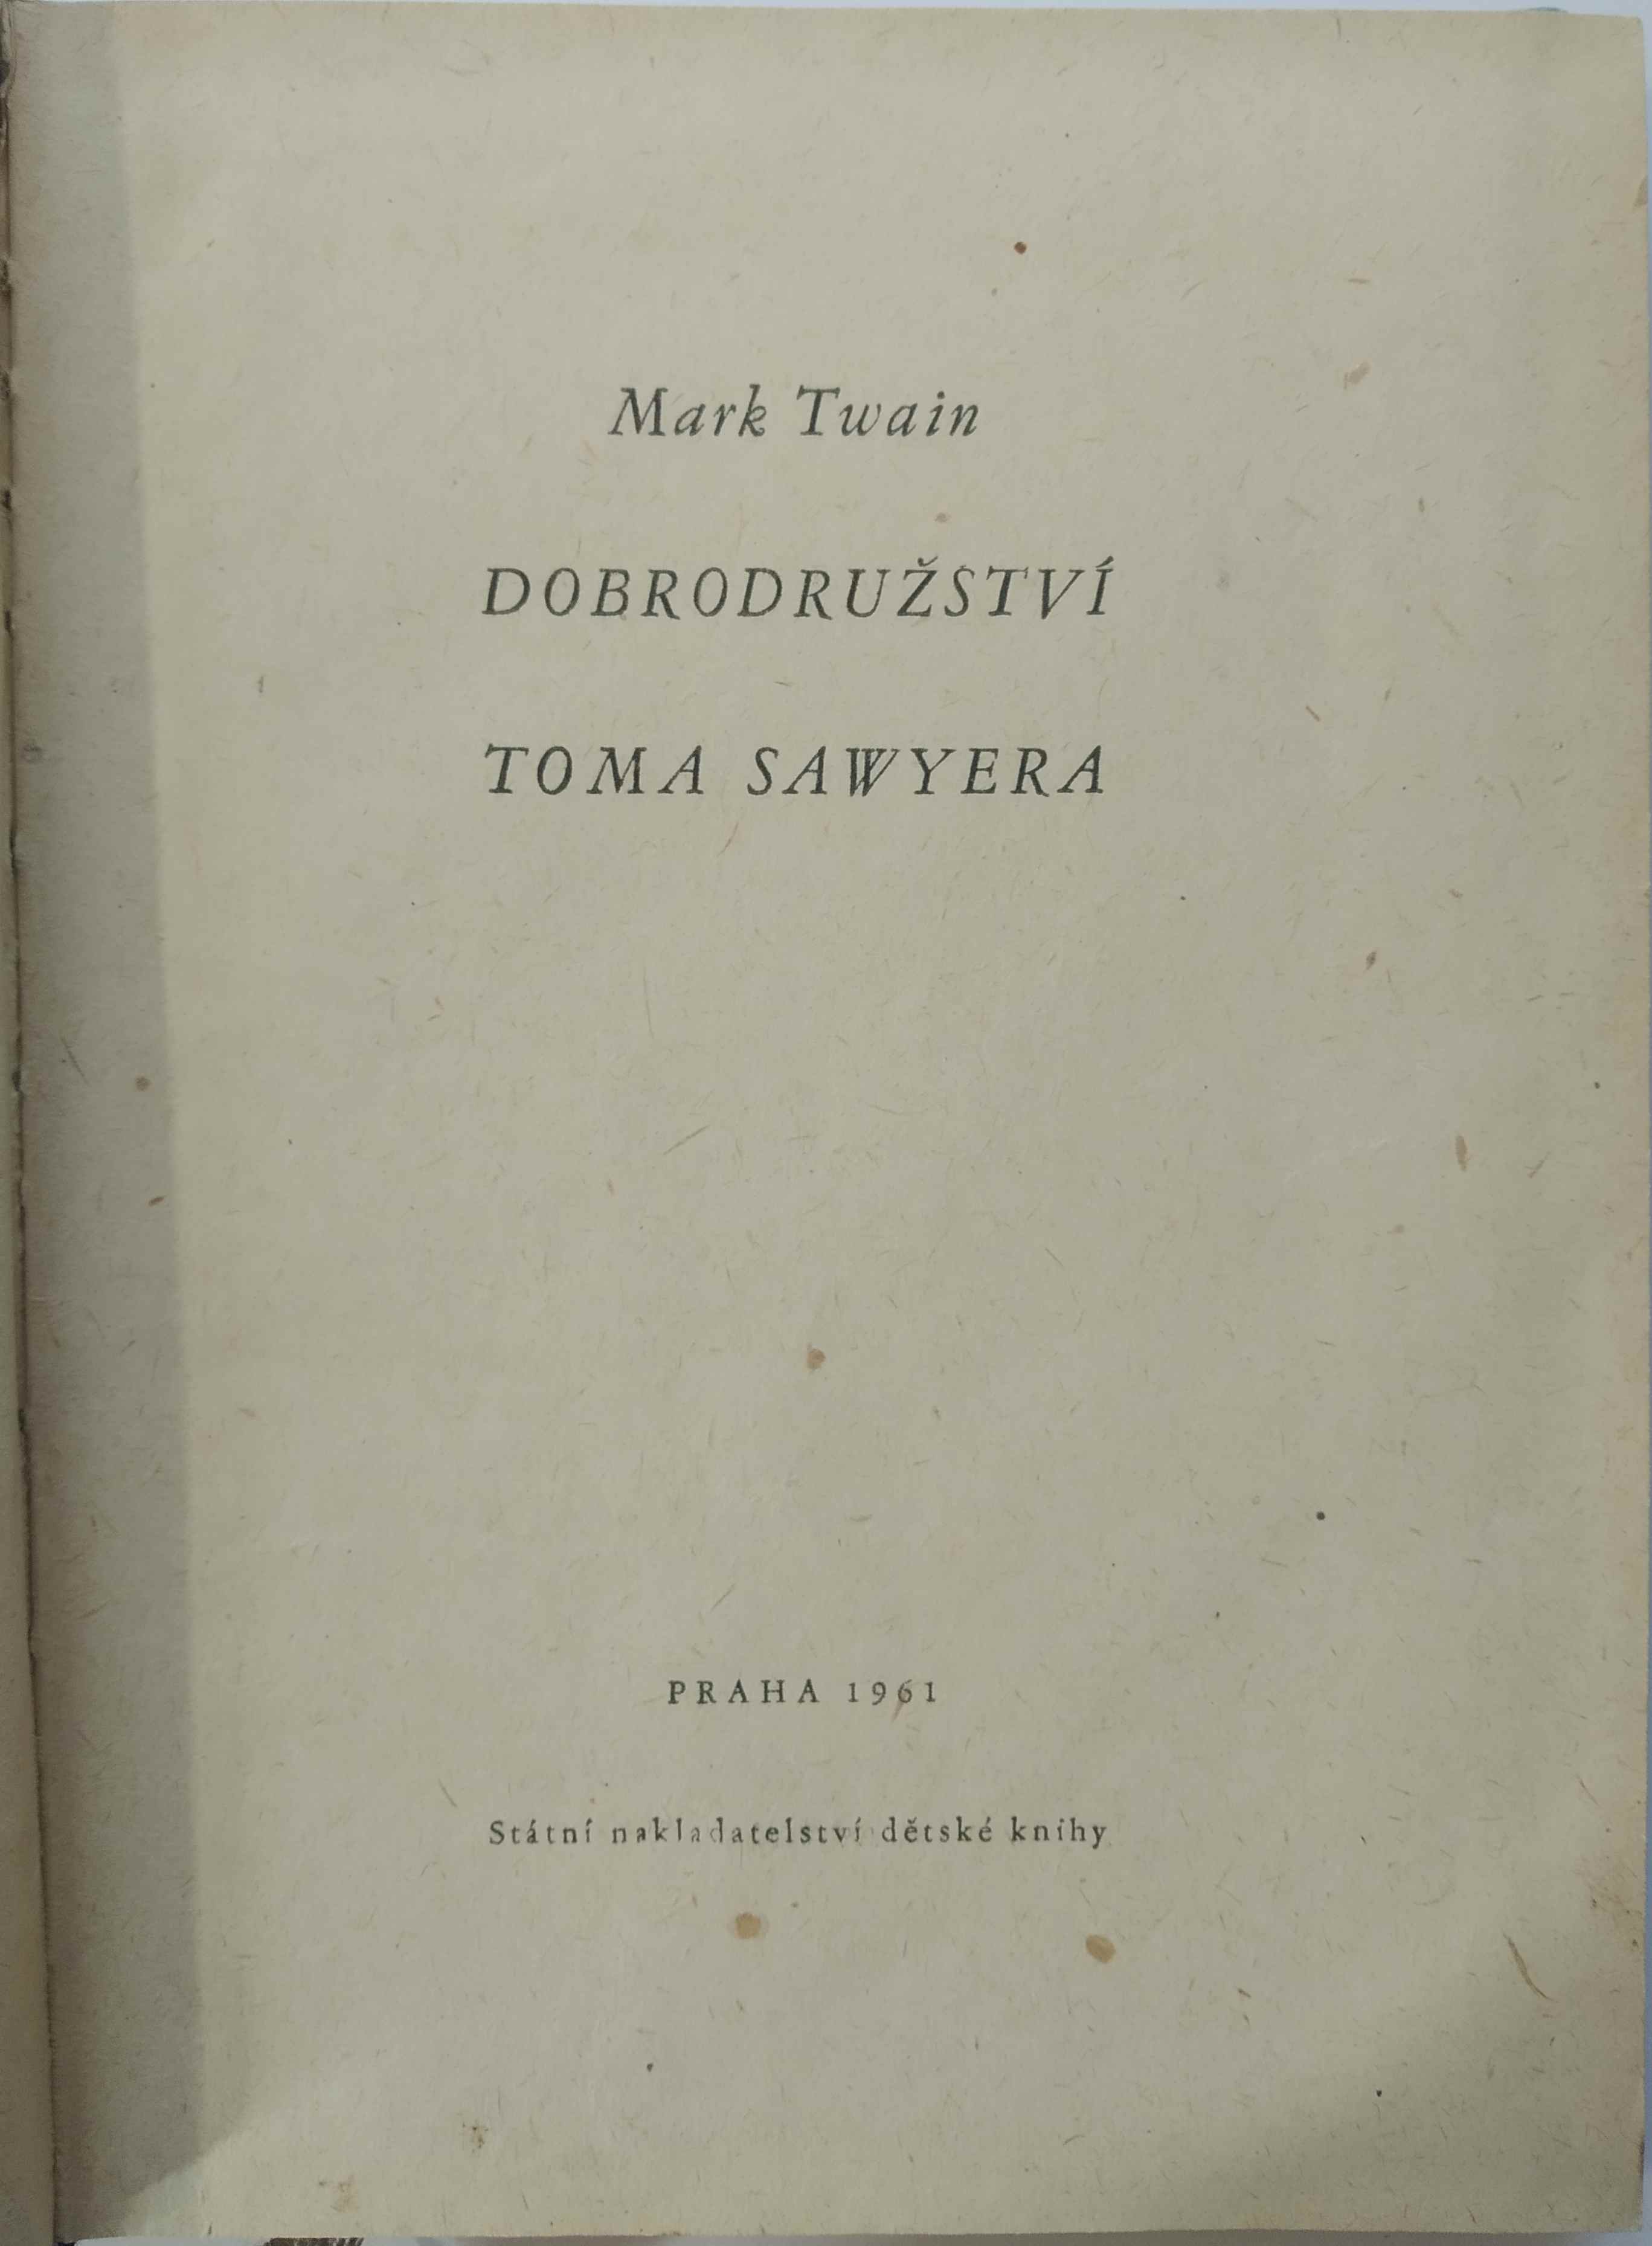 Mark Twain
DOBRODRUŽSTVÍ
TOMA SAWYERA
PRAHA 1961
Státní nakladatelství dětské knihy